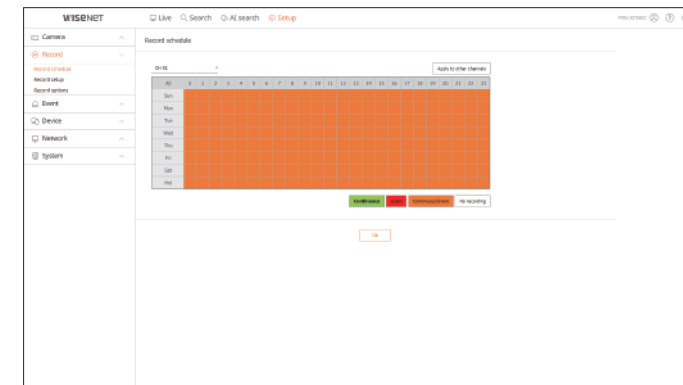 WISENET
Live Search AI search Setup
Camera
Record
Record schedule
Record setup
Record options
Event
Device
Network
System
Record schedule
CH 01
Apply to other channels
All 0 1 2 3 4 5 6 7 8 9 10 11 12 13 14 15 16 17 18 19 20 21 22 23
Sun
Mon
Tue
Wed
Thu
Fri
Sat
Hol
Continuous Event Continuous/Event No recording
OK